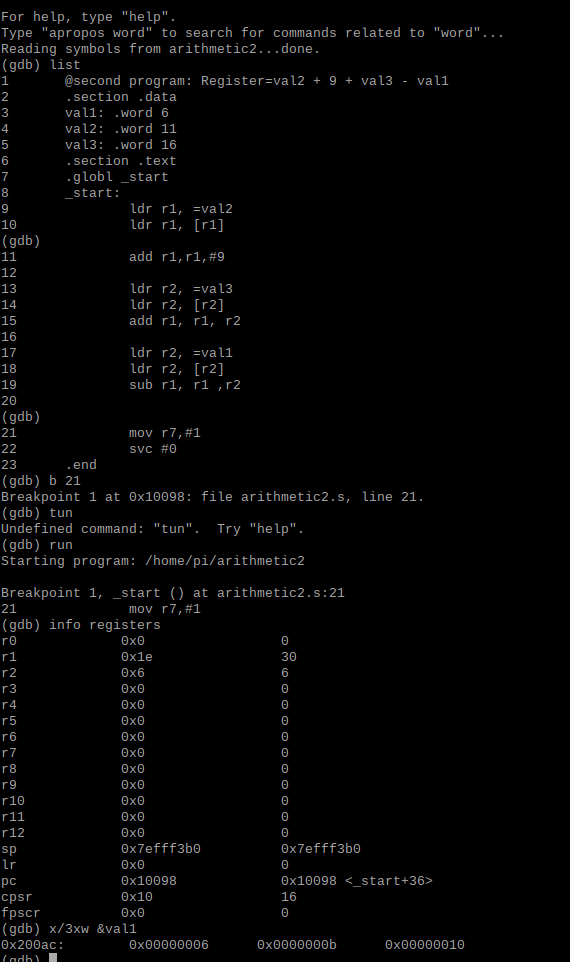 For help, type "help".
Type "apropos word" to search for commands related to "word"...
Reading symbols from arithmetic2...done.
(gdb) list
1       @second program: Register=val2 + 9 + val3 - val1
2       .section .data
3       val1: .word 6
4       val2: .word 11
5       val3: .word 16
6       .section .text
7       .globl _start
8       _start:
9               ldr r1, =val2
10              ldr r1, [r1]
(gdb)
11              add r1,r1,#9
12
13              ldr r2, =val3
14              ldr r2, [r2]
15              add r1, r1, r2
16
17              ldr r2, =val1
18              ldr r2, [r2]
19              sub r1, r1 ,r2
20
(gdb)
21              mov r7,#1
22              svc #0
23      .end
(gdb) b 21
Breakpoint 1 at 0x10098: file arithmetic2.s, line 21.
(gdb) tun
Undefined command: "tun".  Try "help".
(gdb) run
Starting program: /home/pi/arithmetic2

Breakpoint 1, _start () at arithmetic2.s:21
21              mov r7,#1
(gdb) info registers
r0             0x0                 0
r1             0x1e                30
r2             0x6                 6
r3             0x0                 0
r4             0x0                 0
r5             0x0                 0
r6             0x0                 0
r7             0x0                 0
r8             0x0                 0
r9             0x0                 0
r10            0x0                 0
r11            0x0                 0
r12            0x0                 0
sp             0x7efff3b0          0x7efff3b0
lr             0x0                 0
pc             0x10098             0x10098 <_start+36>
cpsr           0x10                16
fpscr          0x0                 0
(gdb) x/3xw &val1
0x200ac:        0x00000006      0x0000000b      0x00000010
(gdb)